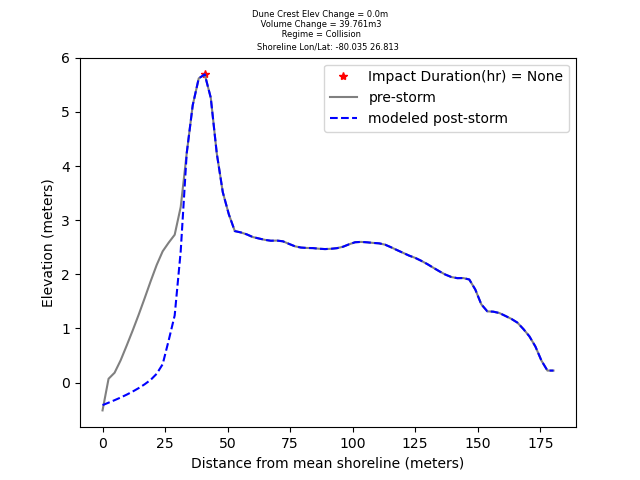 Dune Crest Elev Change = 0.0m
Volume Change = 39.761m3
Regime = Collision
Shoreline Lon/Lat: -80.035 26.813
Impact Duration(hr) = None
pre-storm
modeled post-storm
Elevation (meters)
6
5
4
3
2
1
0
0 25 50 75 100 125 150 175
Distance from mean shoreline (meters)